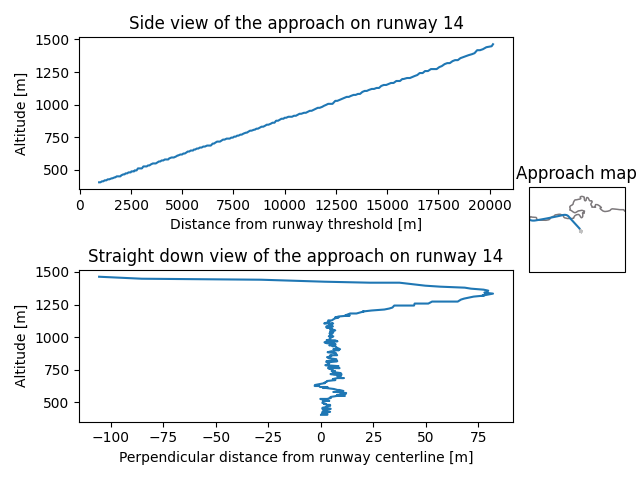 Side view of the approach on runway 14
Altitude [m]
1500
1250
1000
750
500
0 2500 5000 7500 10000 12500 15000 17500 20000
Distance from runway threshold [m]
Approach map
Straight down view of the approach on runway 14
Altitude [m]
1500
1250
1000
750
500
−100 −75 −50 −25 0 25 50 75
Perpendicular distance from runway centerline [m]